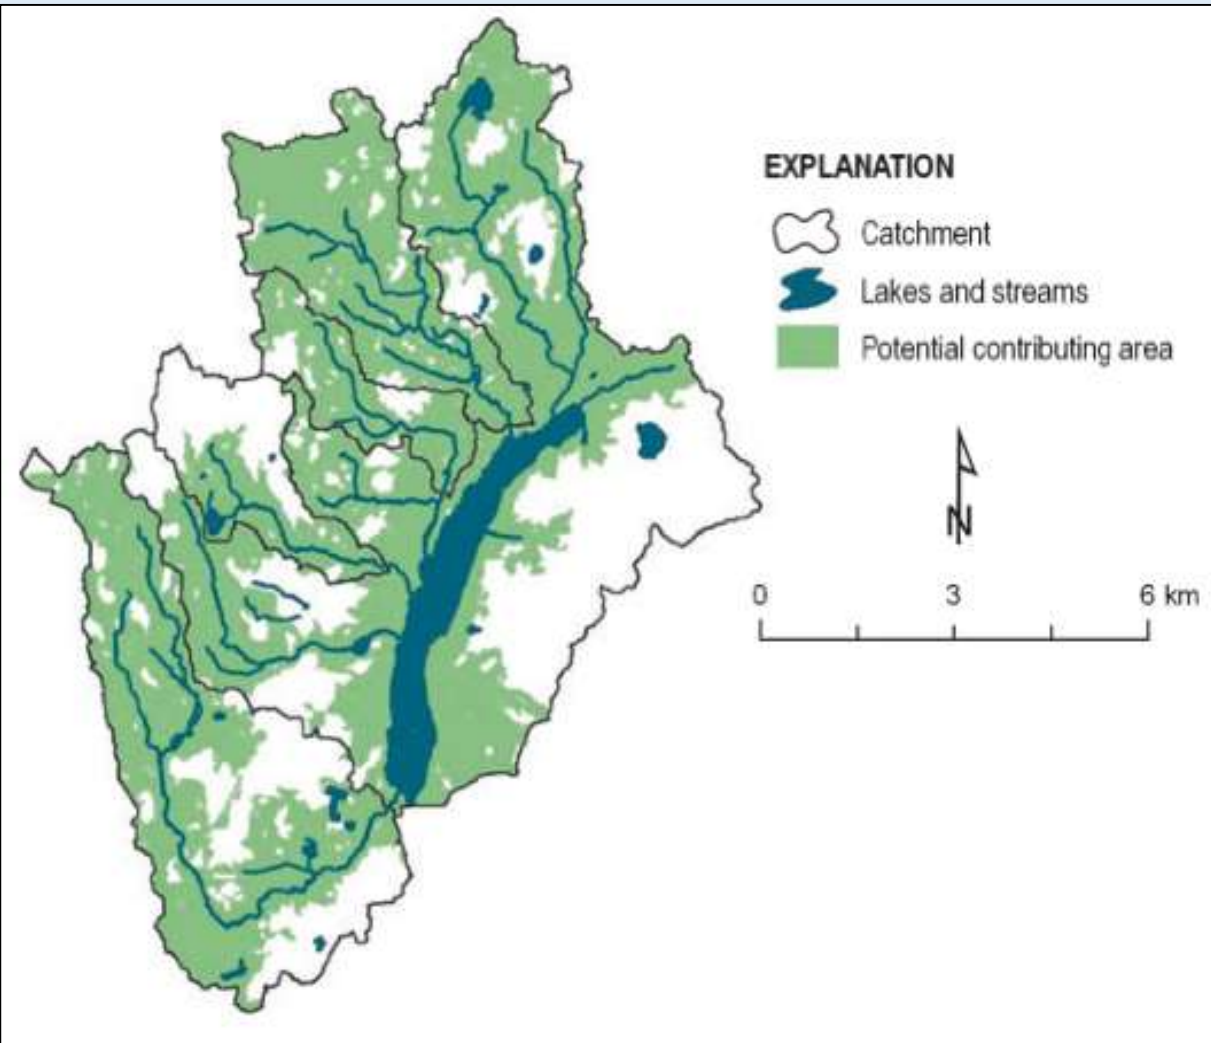 EXPLANATION
Catchment
Lakes and streams
Potential contributing area
N
0 3 6 km